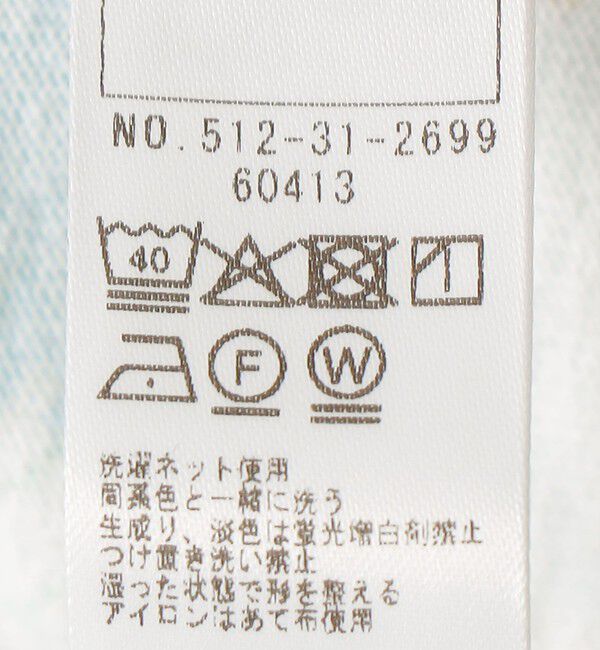 NO.512-31-2699
60413
40
F W
洗濯ネット使用
同系色と一緒に洗う
生成り、淡色は蛍光増白剤禁止
つけ置き洗い禁止
湿った状態で形を整える
アイロンはあて布使用